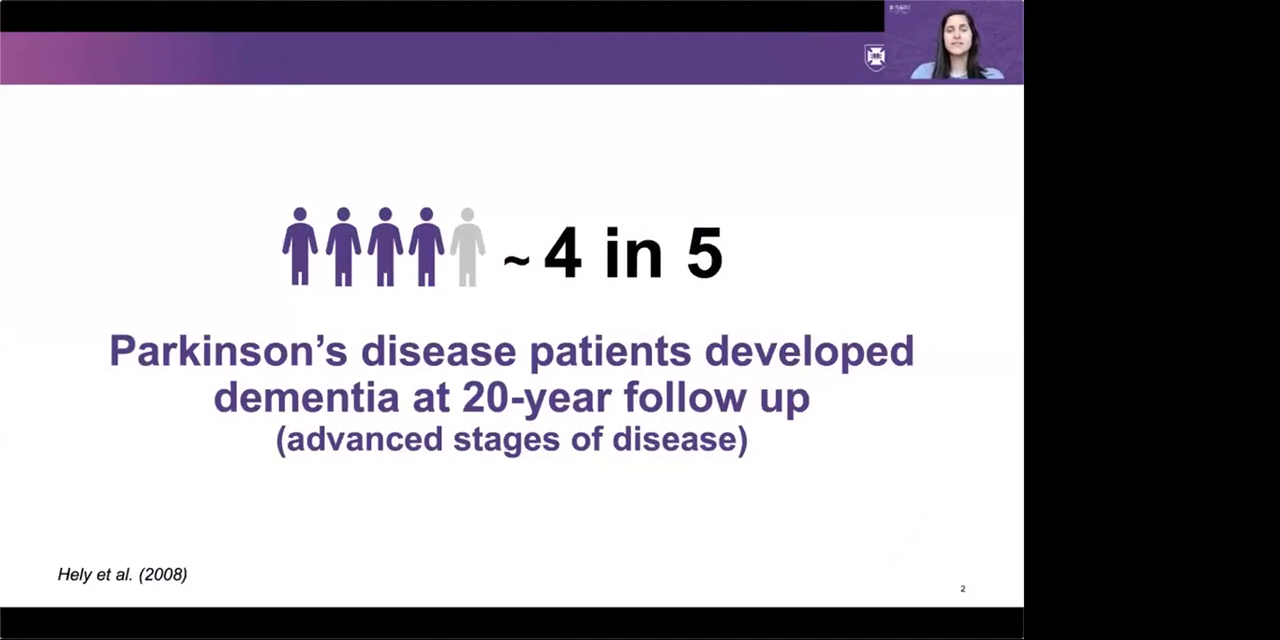 ~ 4 in 5
Parkinson’s disease patients developed
dementia at 20-year follow up
(advanced stages of disease)
Hely et al. (2008)
2